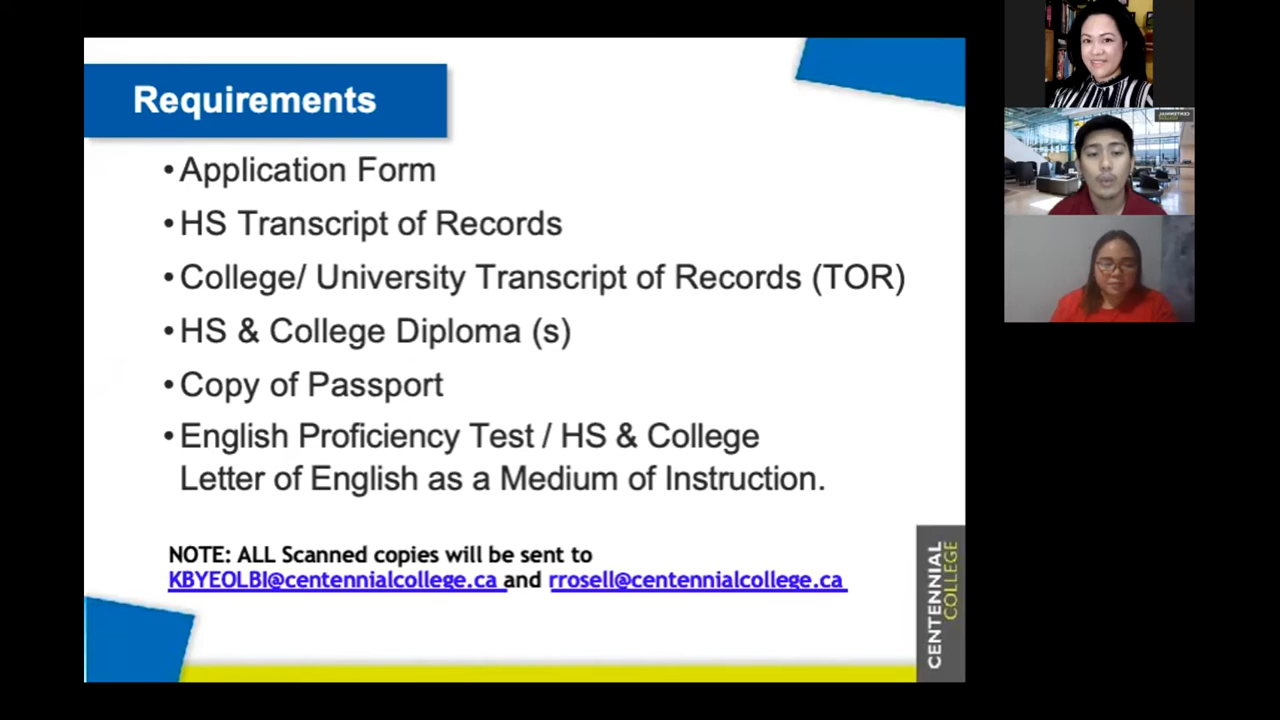 Requirements
•Application Form
•HS Transcript of Records
•College/ University Transcript of Records (TOR)
•HS & College Diploma (s)
•Copy of Passport
•English Proficiency Test / HS & College
Letter of English as a Medium of Instruction.
NOTE: ALL Scanned copies will be sent to
KBYEOLBI@centennialcollege.ca and rrosell@centennialcollege.ca
CENTENNIAL
COLLEGE